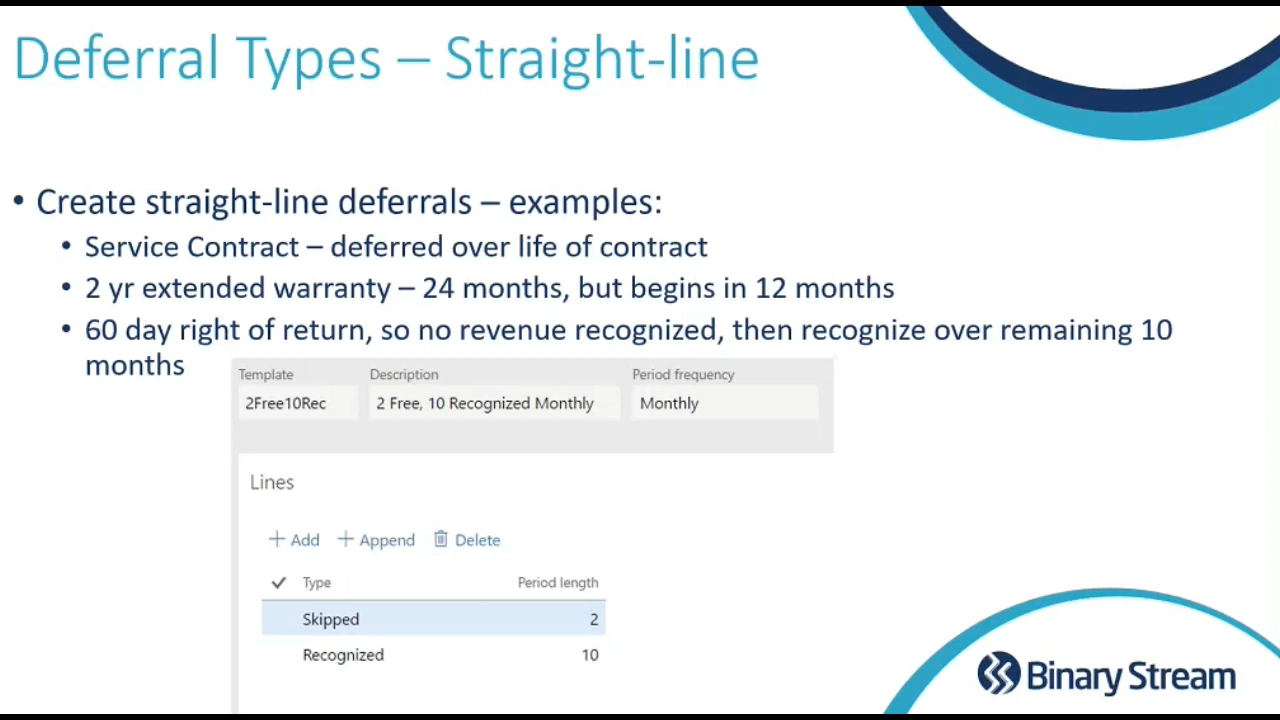 Deferral Types – Straight-line
• Create straight-line deferrals – examples:
• Service Contract – deferred over life of contract
• 2 yr extended warranty – 24 months, but begins in 12 months
• 60 day right of return, so no revenue recognized, then recognize over remaining 10
months
Template Description Period frequency
2Free10Rec 2 Free, 10 Recognized Monthly Monthly
Lines
+ Add + Append Delete
✓ Type Period length
Skipped 2
Recognized 10
Binary Stream